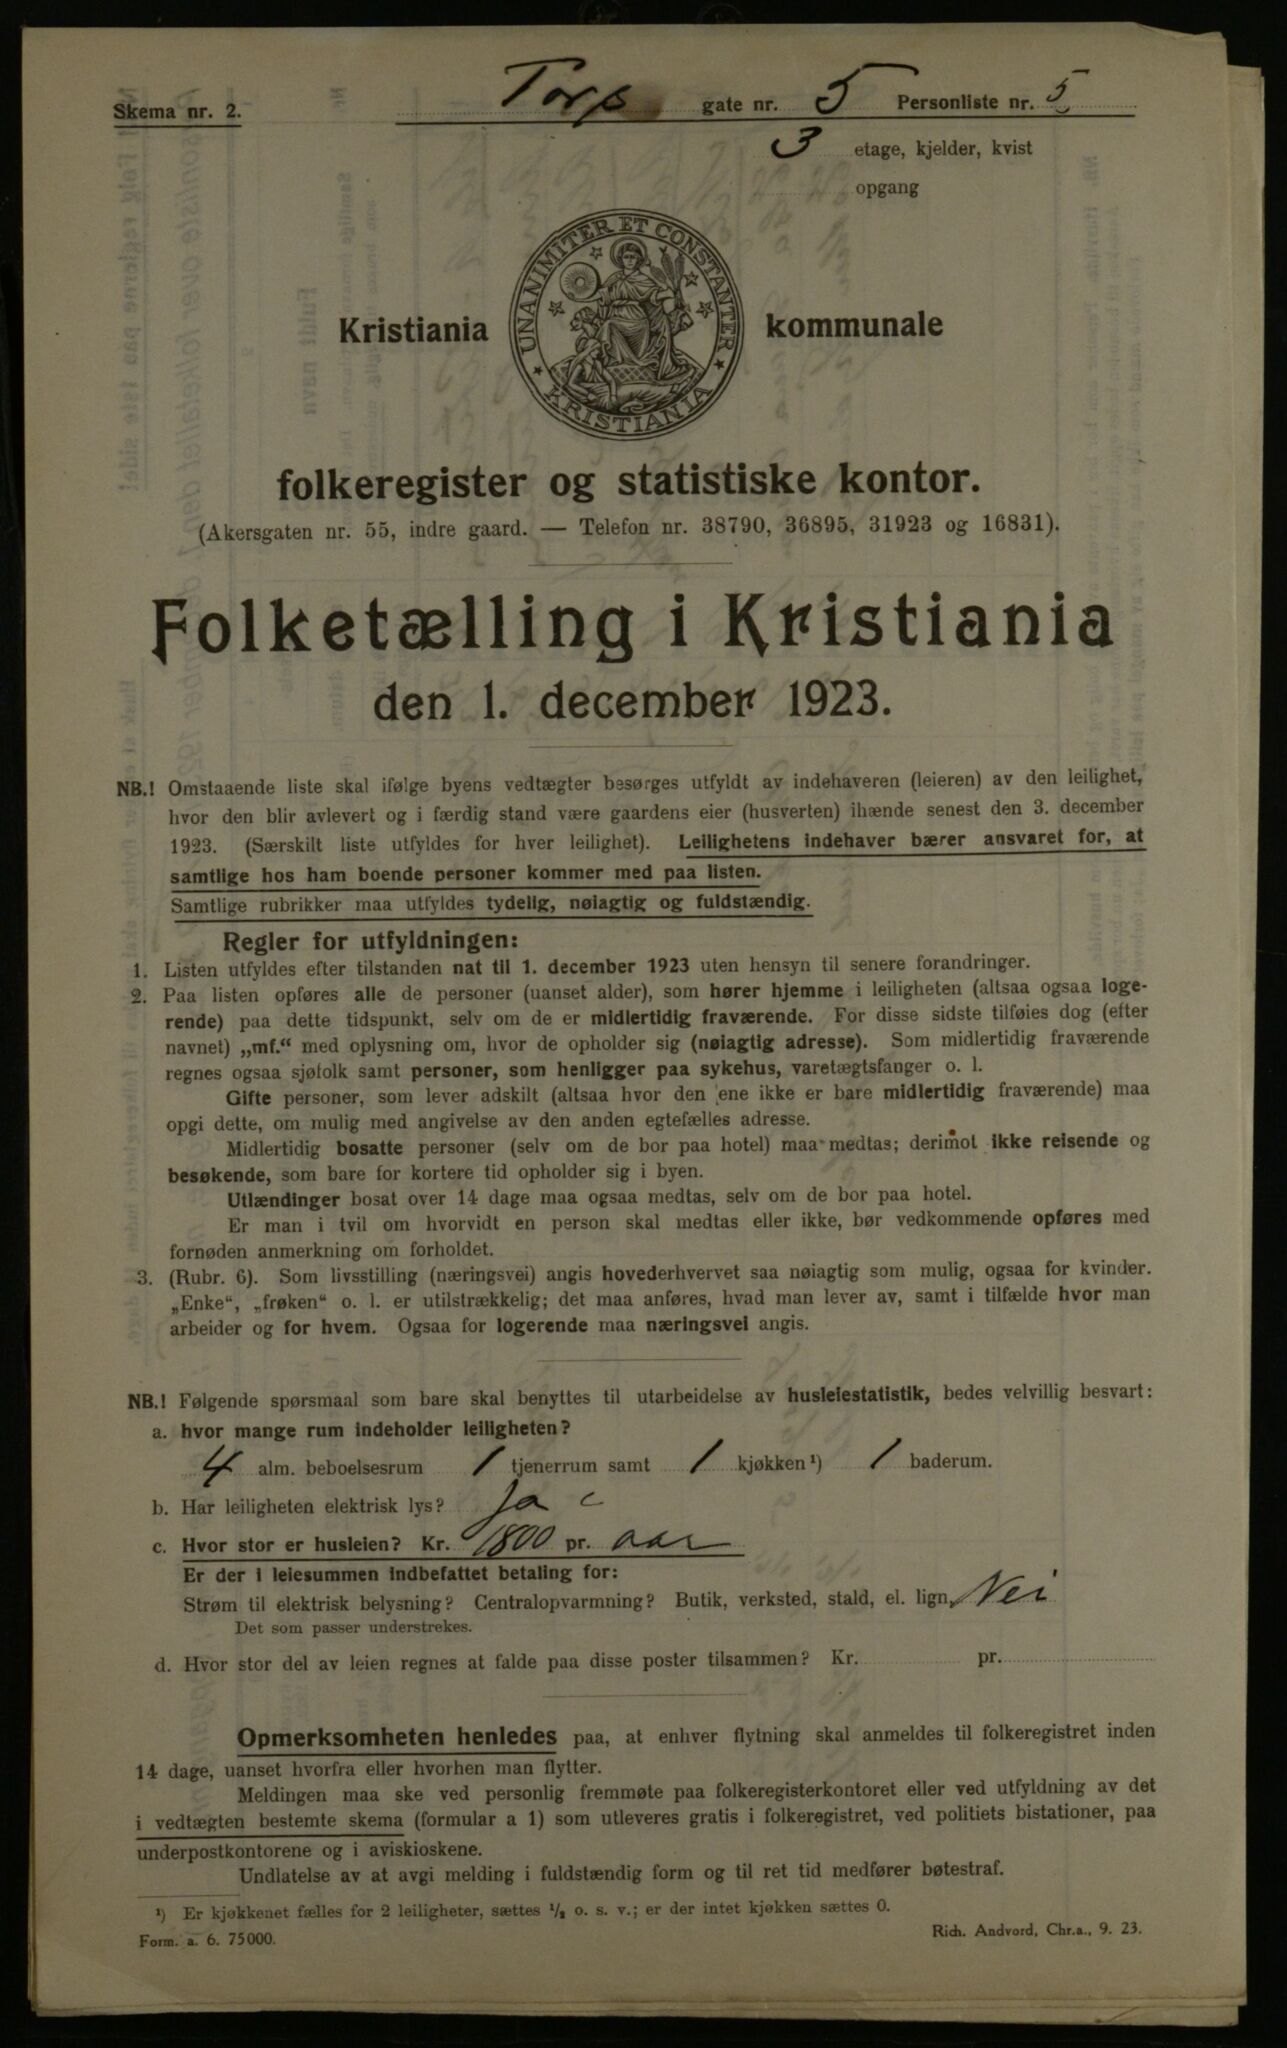 Skema nr. 2.
Torps gate nr. 5 Personliste nr. 5
3 etage, kjelder, kvist
opgang
UNANIMITER ET CONSTANTER
KRISTIANIA
Kristiania kommunale
folkeregister og statistiske kontor.
(Akersgaten nr. 55, indre gaard. — Telefon nr. 38790, 36895, 31923 og 16831).
Folketælling i Kristiania
den 1. december 1923.
NB.! Omstaaende liste skal ifølge byens vedtægter besørges utfyldt av indehaveren (leieren) av den leilighet,
hvor den blir avlevert og i færdig stand være gaardens eier (husverten) ihænde senest den 3. december
1923. (Særskilt liste utfyldes for hver leilighet). Leilighetens indehaver bærer ansvaret for, at
samtlige hos ham boende personer kommer med paa listen.
Samtlige rubrikker maa utfyldes tydelig, nøiagtig og fuldstændig.
Regler for utfyldningen:
1. Listen utfyldes efter tilstanden nat til 1. december 1923 uten hensyn til senere forandringer.
2. Paa listen opføres alle de personer (uanset alder), som hører hjemme i leiligheten (altsaa ogsaa loge-
rende) paa dette tidspunkt, selv om de er midlertidig fraværende. For disse sidste tilføies dog (efter
navnet) „mf.“ med oplysning om, hvor de opholder sig (nøiagtig adresse). Som midlertidig fraværende
regnes ogsaa sjøfolk samt personer, som henligger paa sykehus, varetægtsfanger o. l.
Gifte personer, som lever adskilt (altsaa hvor den ene ikke er bare midlertidig fraværende) maa
opgi dette, om mulig med angivelse av den anden egtefælles adresse.
Midlertidig bosatte personer (selv om de bor paa hotel) maa medtas; derimot ikke reisende og
besøkende, som bare for kortere tid opholder sig i byen.
Utlændinger bosat over 14 dage maa ogsaa medtas, selv om de bor paa hotel.
Er man i tvil om hvorvidt en person skal medtas eller ikke, bør vedkommende opføres med
fornøden anmerkning om forholdet.
3. (Rubr. 6). Som livsstilling (næringsvei) angis hovederhvervet saa nøiagtig som mulig, ogsaa for kvinder.
„Enke“, „frøken“ o. l. er utilstrækkelig; det maa anføres, hvad man lever av, samt i tilfælde hvor man
arbeider og for hvem. Ogsaa for logerende maa næringsvei angis.
NB.! Følgende spørsmaal som bare skal benyttes til utarbeidelse av husleiestatistik, bedes velvillig besvart:
a. hvor mange rum indeholder leiligheten?
4 alm. beboelsesrum 1 tjenerrum samt 1 kjøkken ¹) 1 baderum.
b. Har leiligheten elektrisk lys? Ja
c. Hvor stor er husleien? Kr. 1800 pr. aar
Er der i leiesummen indbefattet betaling for:
Strøm til elektrisk belysning? Centralopvarmning? Butik, verksted, stald, el. lign. Nei
Det som passer understrekes.
d. Hvor stor del av leien regnes at falde paa disse poster tilsammen? Kr. pr.
Opmerksomheten henledes paa, at enhver flytning skal anmeldes til folkeregistret inden
14 dage, uanset hvorfra eller hvorhen man flytter.
Meldingen maa ske ved personlig fremmøte paa folkeregisterkontoret eller ved utfyldning av det
i vedtægten bestemte skema (formular a 1) som utleveres gratis i folkeregistret, ved politiets bistationer, paa
underpostkontorene og i aviskioskene.
Undlatelse av at avgi melding i fuldstændig form og til ret tid medfører bøtestraf.
¹) Er kjøkkenet fælles for 2 leiligheter, sættes 1/2 o. s. v.; er der intet kjøkken sættes 0.
Form. a. 6. 75000.
Rich. Andvord, Chr.a., 9. 23.